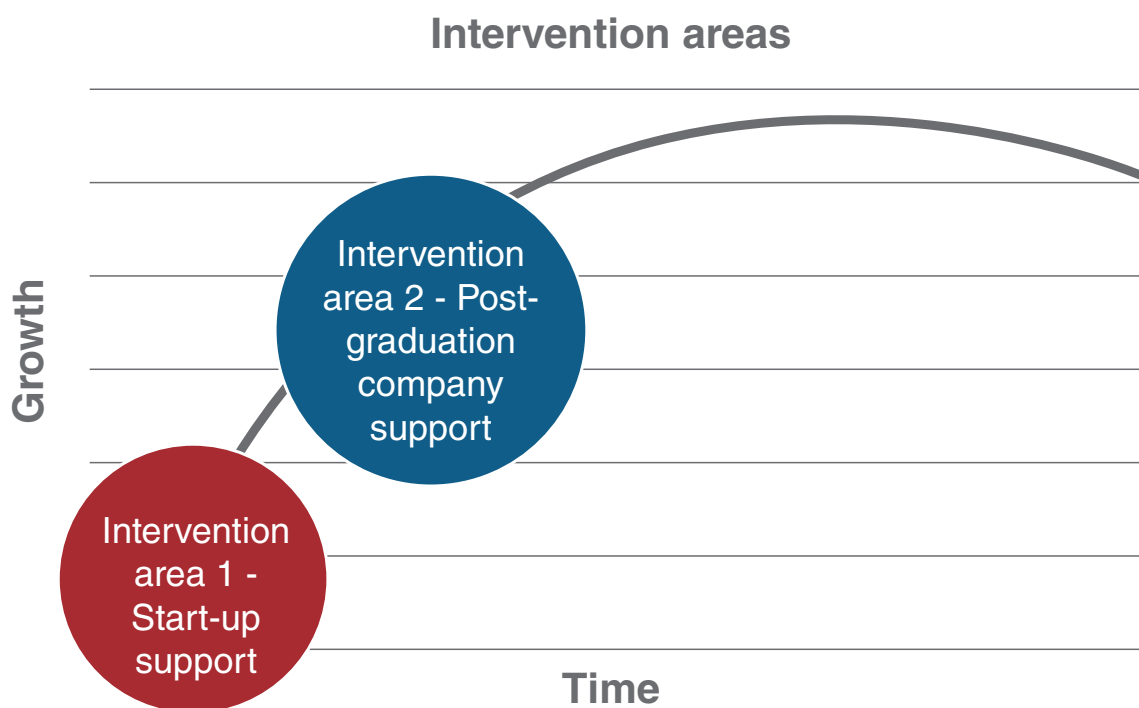 Intervention areas
Growth
Intervention
area 2 - Post-
graduation
company
support
Intervention
area 1 -
Start-up
support
Time